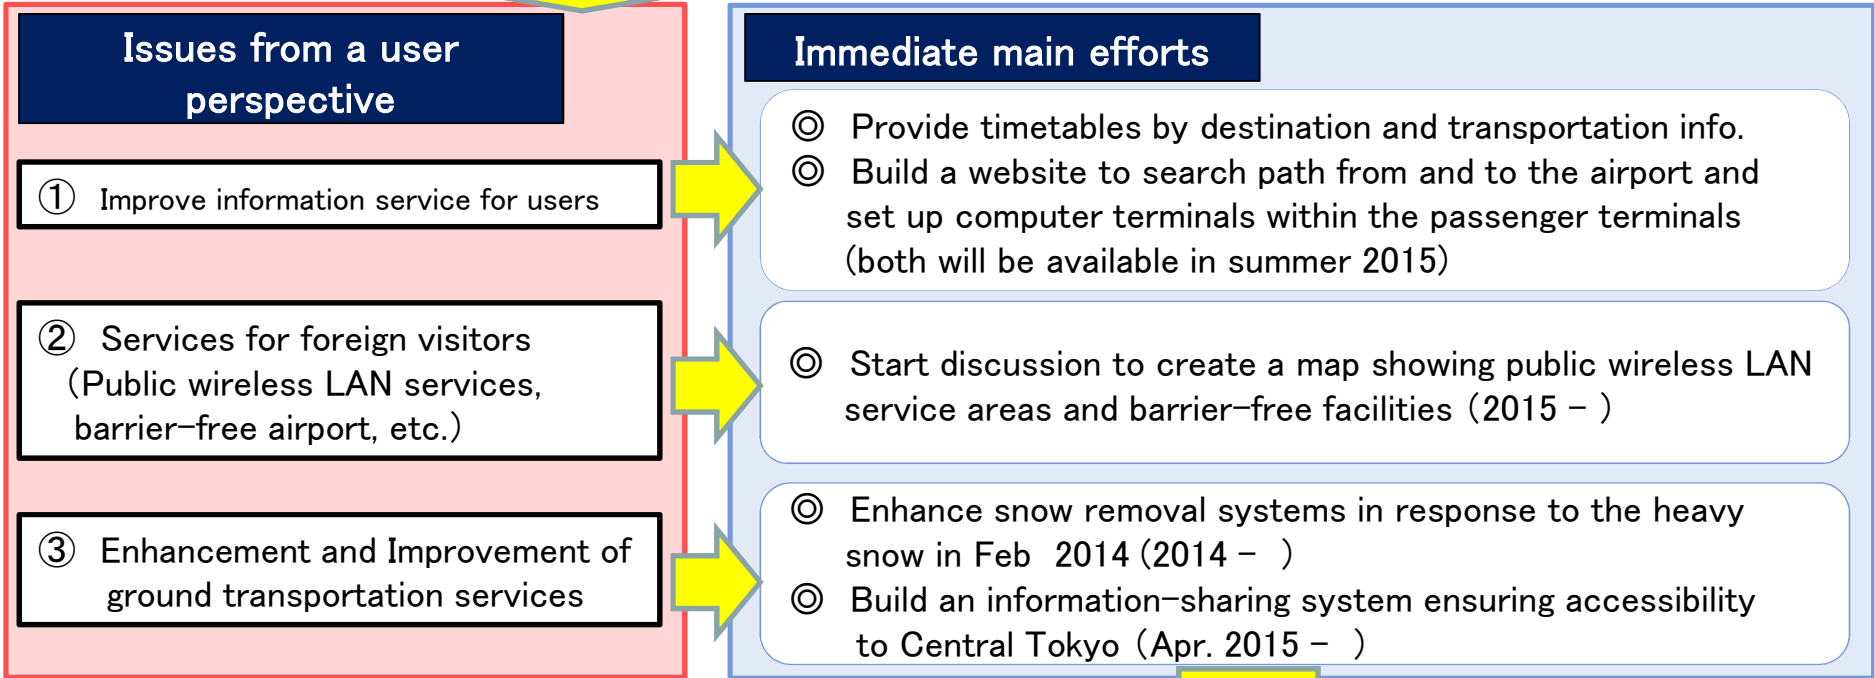 Issues from a user
perspective
① Improve information service for users
② Services for foreign visitors
(Public wireless LAN services,
barrier-free airport, etc.)
③ Enhancement and Improvement of
ground transportation services
Immediate main efforts
◎ Provide timetables by destination and transportation info.
◎ Build a website to search path from and to the airport and
set up computer terminals within the passenger terminals
(both will be available in summer 2015)
◎ Start discussion to create a map showing public wireless LAN
service areas and barrier-free facilities (2015 - )
◎ Enhance snow removal systems in response to the heavy
snow in Feb 2014 (2014 - )
◎ Build an information-sharing system ensuring accessibility
to Central Tokyo (Apr. 2015 - )